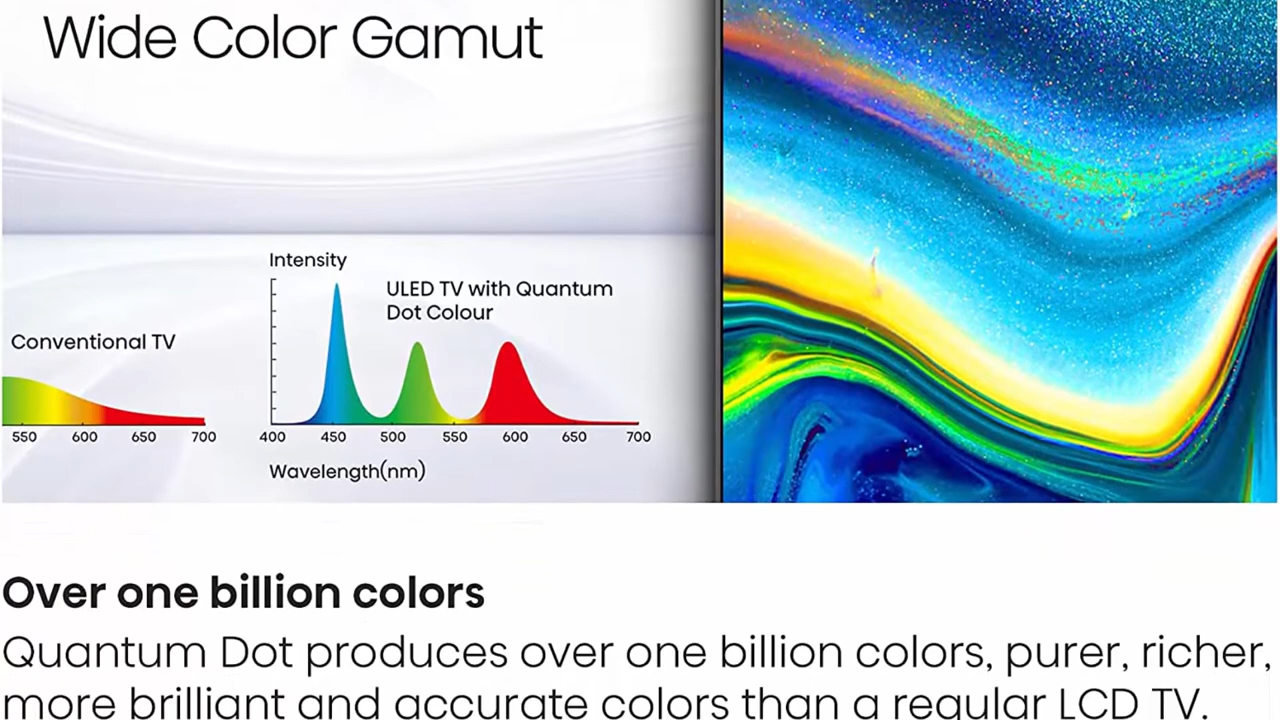 Wide Color Gamut
Intensity
ULED TV with Quantum
Dot Colour
Conventional TV
550 600 650 700
400 450 500 550 600 650 700
Wavelength(nm)
Over one billion colors
Quantum Dot produces over one billion colors, purer, richer,
more brilliant and accurate colors than a regular LCD TV.